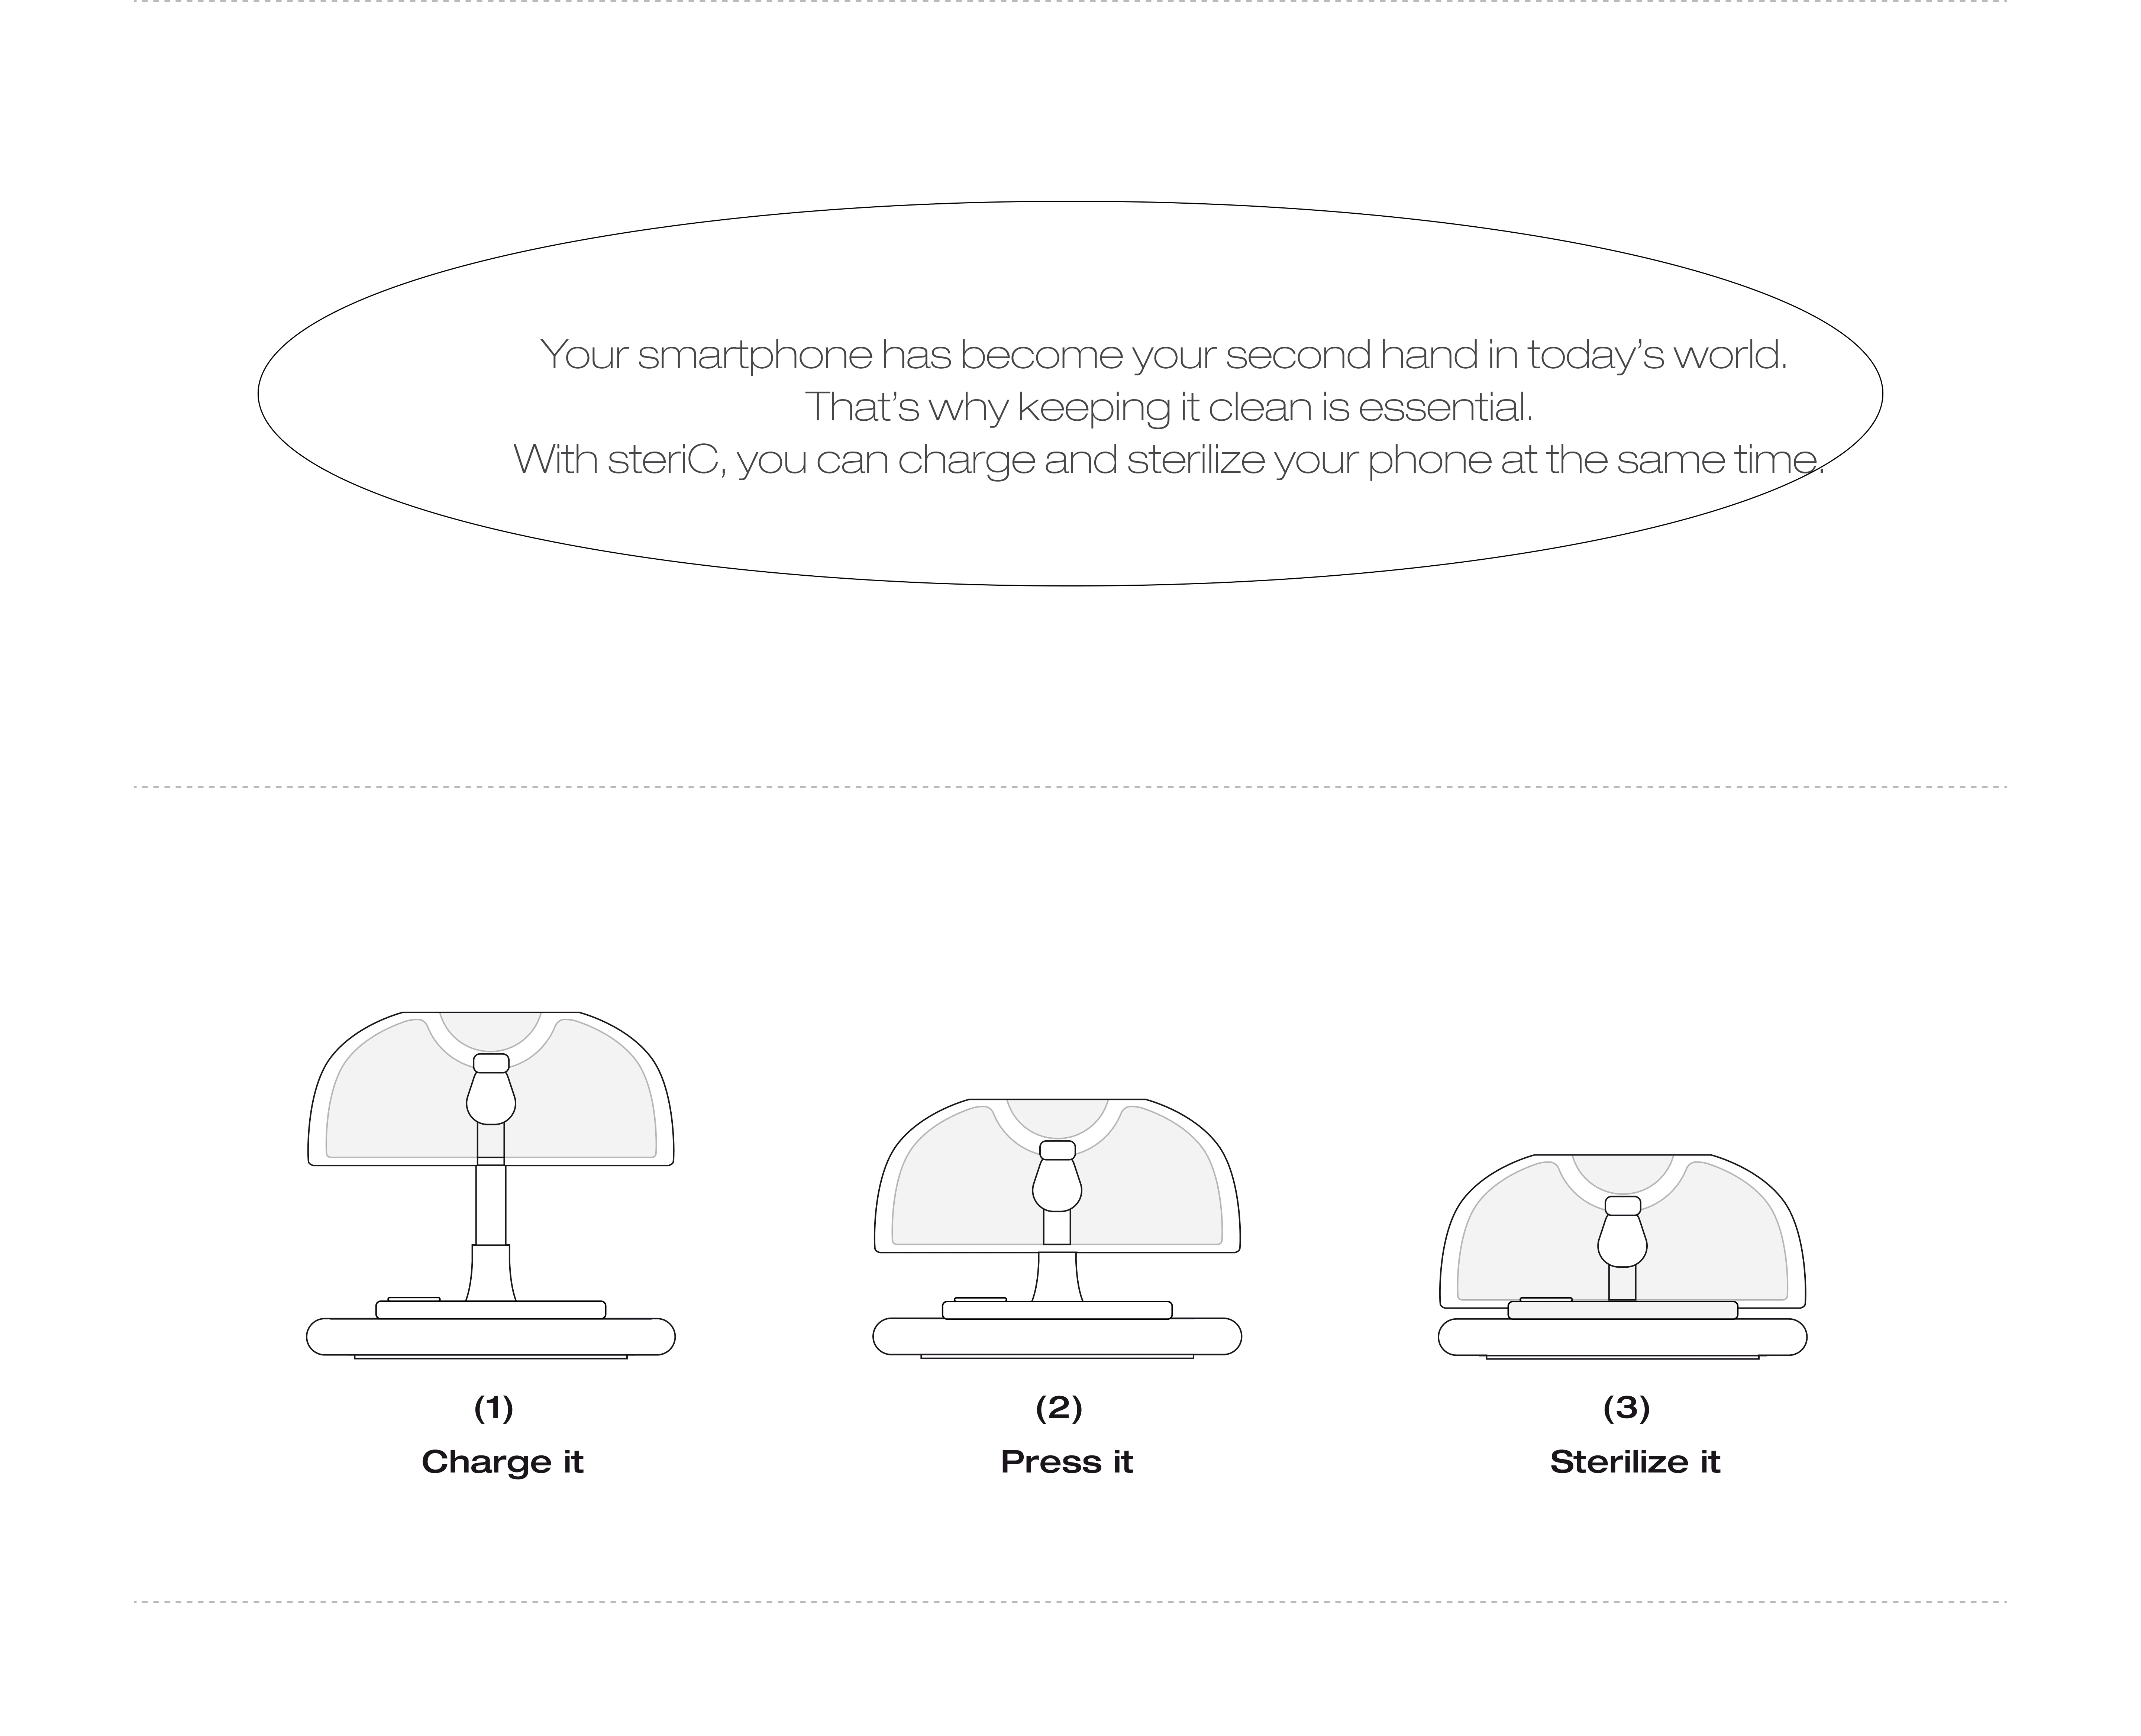 Your smartphone has become your second hand in today’s world.
That’s why keeping it clean is essential.
With steriC, you can charge and sterilize your phone at the same time.
(1)
Charge it
(2)
Press it
(3)
Sterilize it